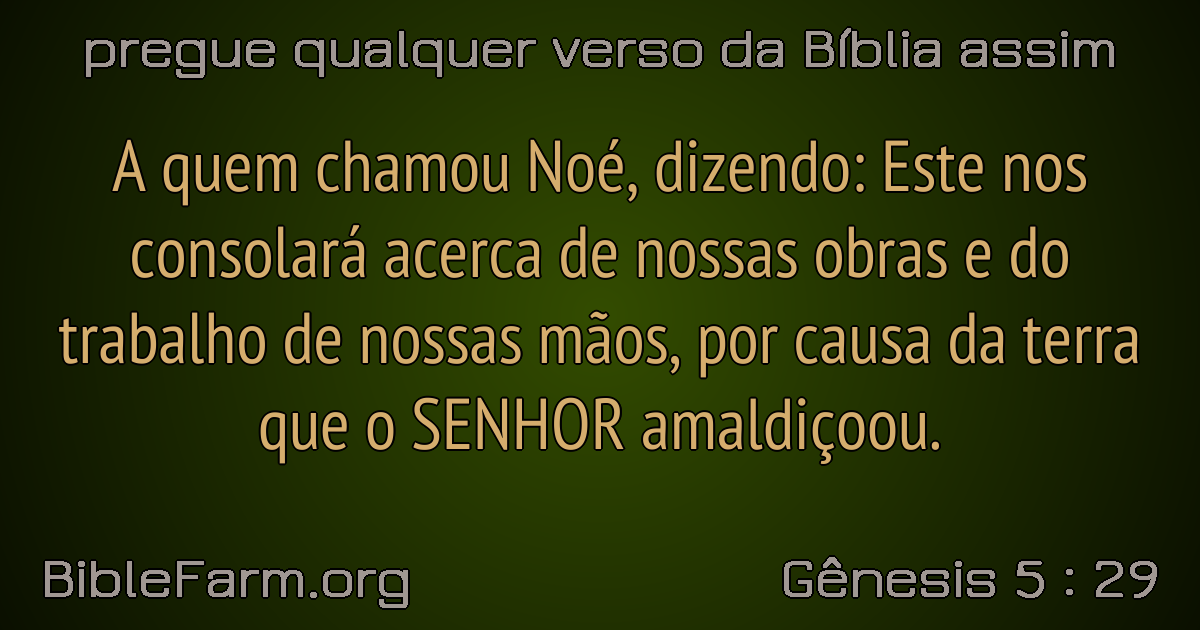 pregue qualquer verso da Bíblia assim
A quem chamou Noé, dizendo: Este nos
consolará acerca de nossas obras e do
trabalho de nossas mãos, por causa da terra
que o SENHOR amaldiçoou.
BibleFarm.org
Gênesis 5 : 29